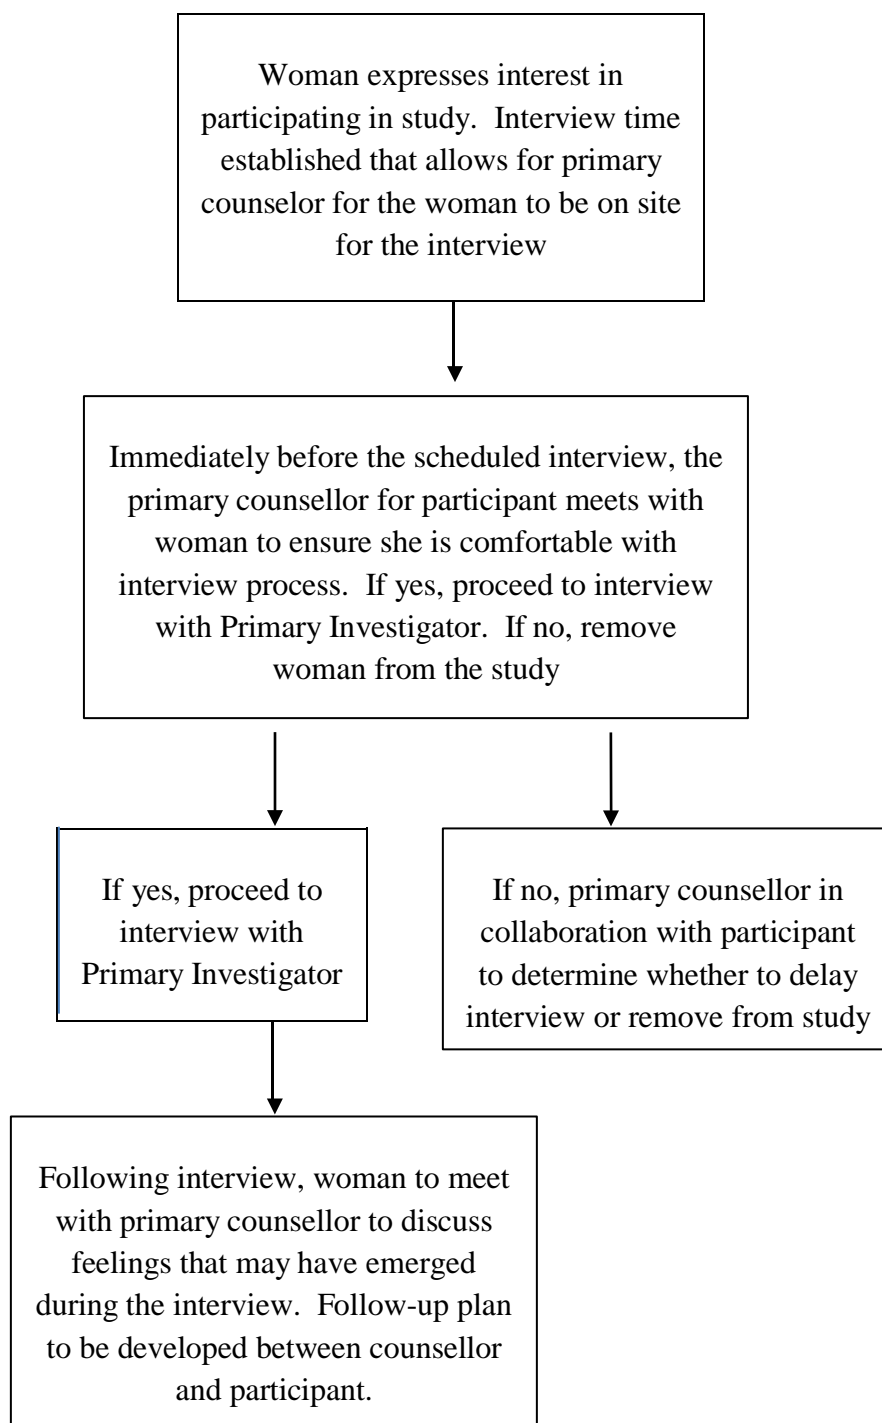 Woman expresses interest in
participating in study.  Interview time
established that allows for primary
counselor for the woman to be on site
for the interview
Immediately before the scheduled interview, the
primary counsellor for participant meets with
woman to ensure she is comfortable with
interview process.  If yes, proceed to interview
with Primary Investigator.  If no, remove
woman from the study
If yes, proceed to
interview with
Primary Investigator
If no, primary counsellor in
collaboration with participant
to determine whether to delay
interview or remove from study
Following interview, woman to meet
with primary counsellor to discuss
feelings that may have emerged
during the interview.  Follow-up plan
to be developed between counsellor
and participant.